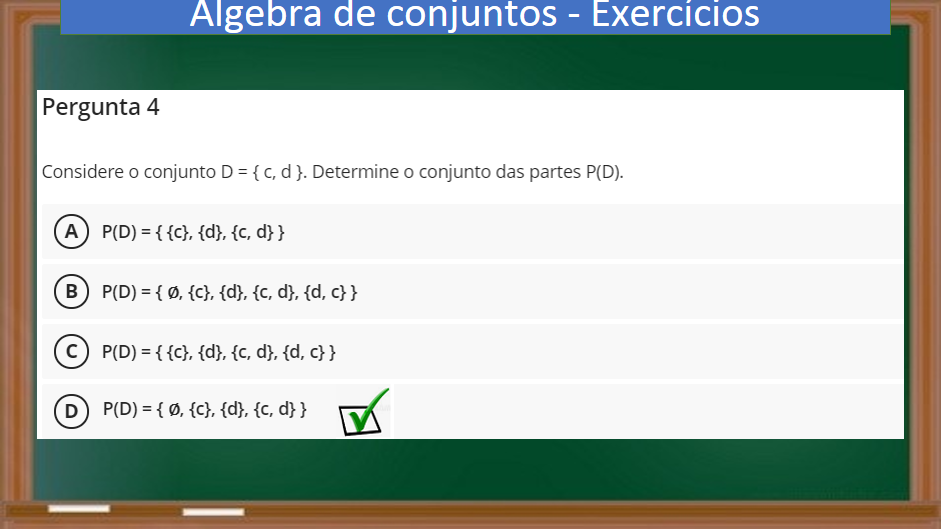 Álgebra de conjuntos - Exercícios
Pergunta 4
Considere o conjunto D = { c, d }. Determine o conjunto das partes P(D).
A P(D) = { {c}, {d}, {c, d} }
B P(D) = { ∅, {c}, {d}, {c, d}, {d, c} }
C P(D) = { {c}, {d}, {c, d}, {d, c} }
D P(D) = { ∅, {c}, {d}, {c, d} }